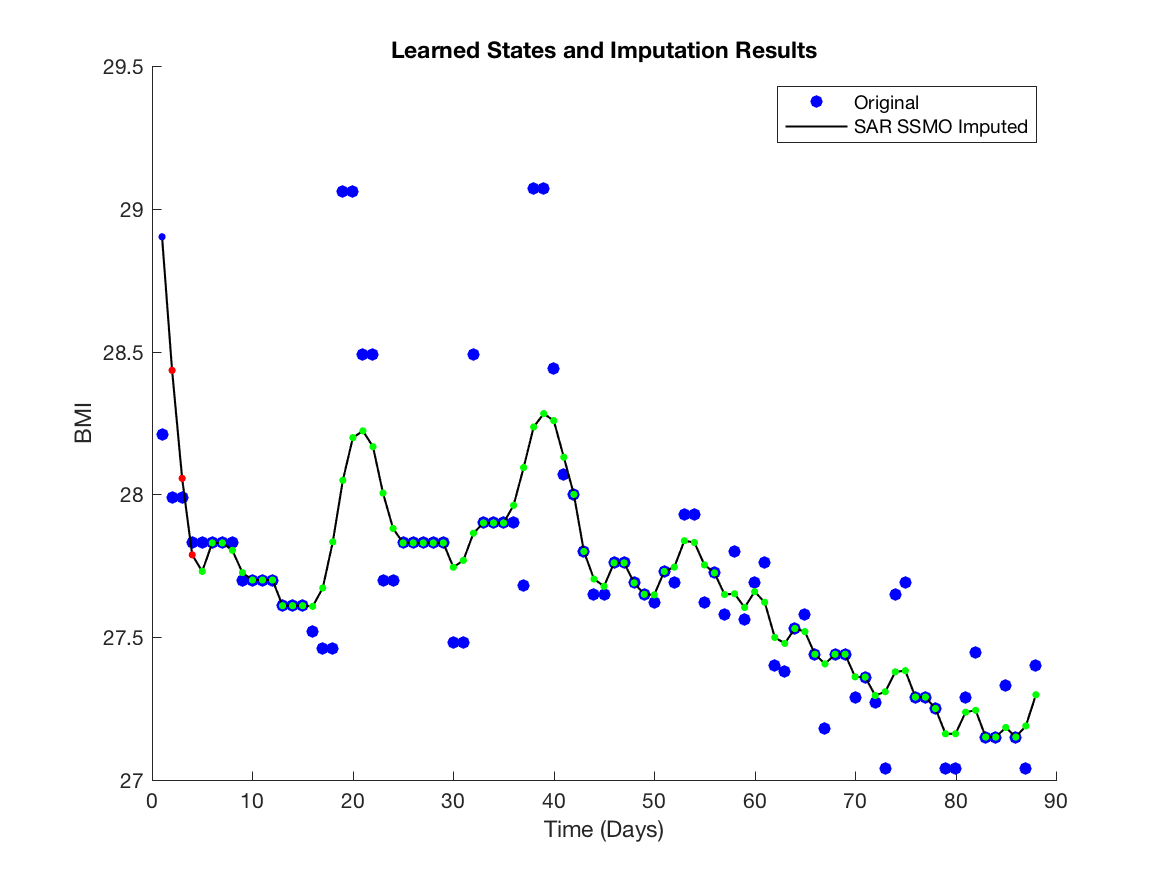 Learned States and Imputation Results
29.5
29
28.5
28
27.5
27
BMI
Original
SAR SSMO Imputed
0 10 20 30 40 50 60 70 80 90
Time (Days)